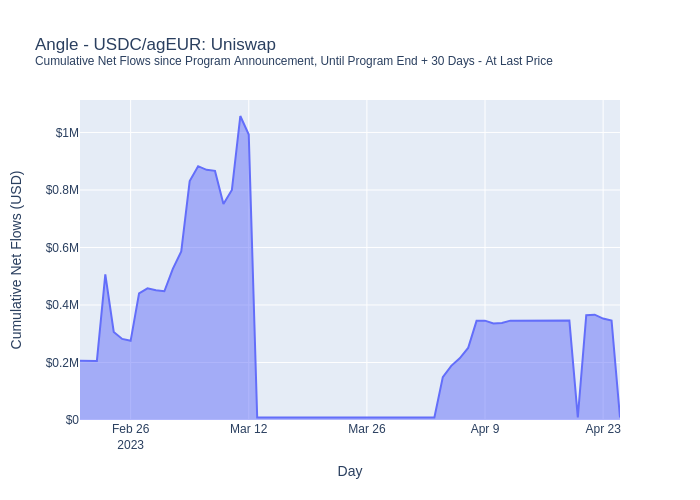 Angle - USDC/agEUR: Uniswap
Cumulative Net Flows since Program Announcement, Until Program End + 30 Days - At Last Price
Cumulative Net Flows (USD)
$1M
$0.8M
$0.6M
$0.4M
$0.2M
$0
Feb 26
2023
Mar 12
Mar 26
Apr 9
Apr 23
Day